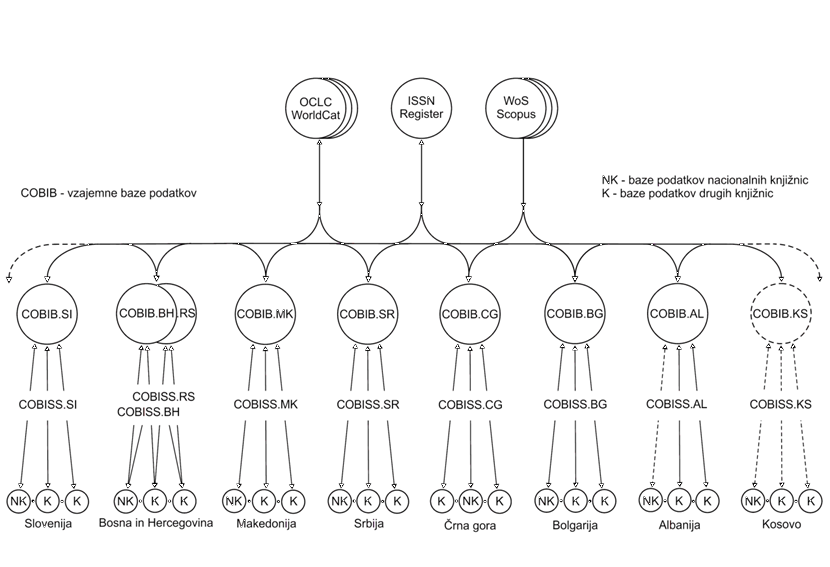 OCLC
WorldCat
ISSN
Register
WoS
Scopus
COBIB - vzajemne baze podatkov
NK - baze podatkov nacionalnih knjižnic
K - baze podatkov drugih knjižnic
COBIB.SI
COBIB.BH
.RS
COBIB.MK
COBIB.SR
COBIB.CG
COBIB.BG
COBIB.AL
COBIB.KS
COBISS.SI
COBISS.RS
COBISS.BH
COBISS.MK
COBISS.SR
COBISS.CG
COBISS.BG
COBISS.AL
COBISS.KS
NK K K
NK K K
NK K K
NK K K
K NK K
NK K K
NK K K
NK K K
Slovenija
Bosna in Hercegovina
Makedonija
Srbija
Črna gora
Bolgarija
Albanija
Kosovo